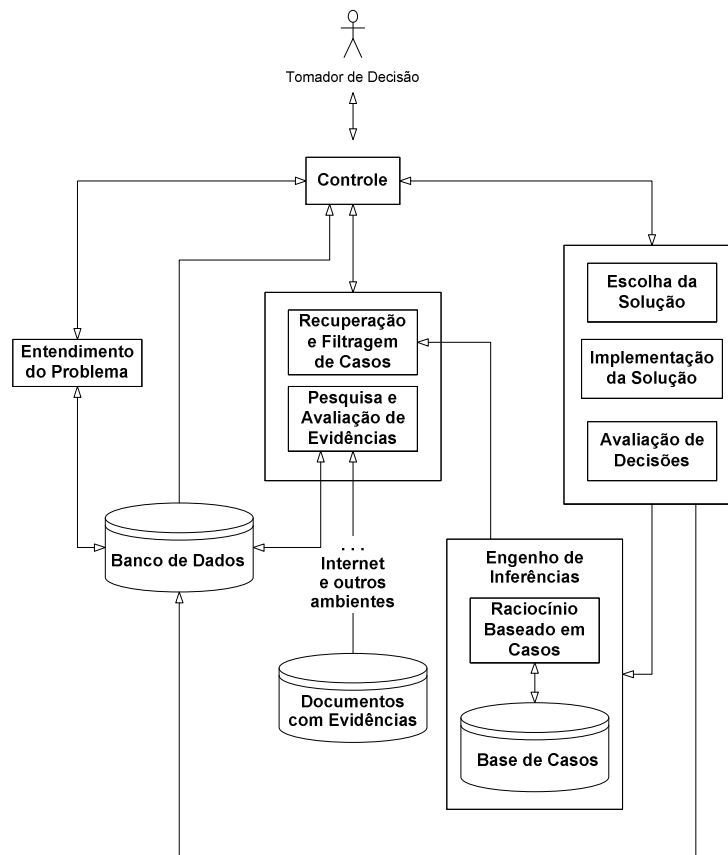 Tomador de Decisão
Controle
Escolha da
Solução
Recuperação
e Filtragem
de Casos
Entendimento
do Problema
Implementação
da Solução
Pesquisa e
Avaliação de
Evidências
Avaliação de
Decisões
Banco de Dados
. . .
Internet
e outros
ambientes
Engenho de
Inferências
Raciocínio
Baseado em
Casos
Documentos
com Evidências
Base de Casos